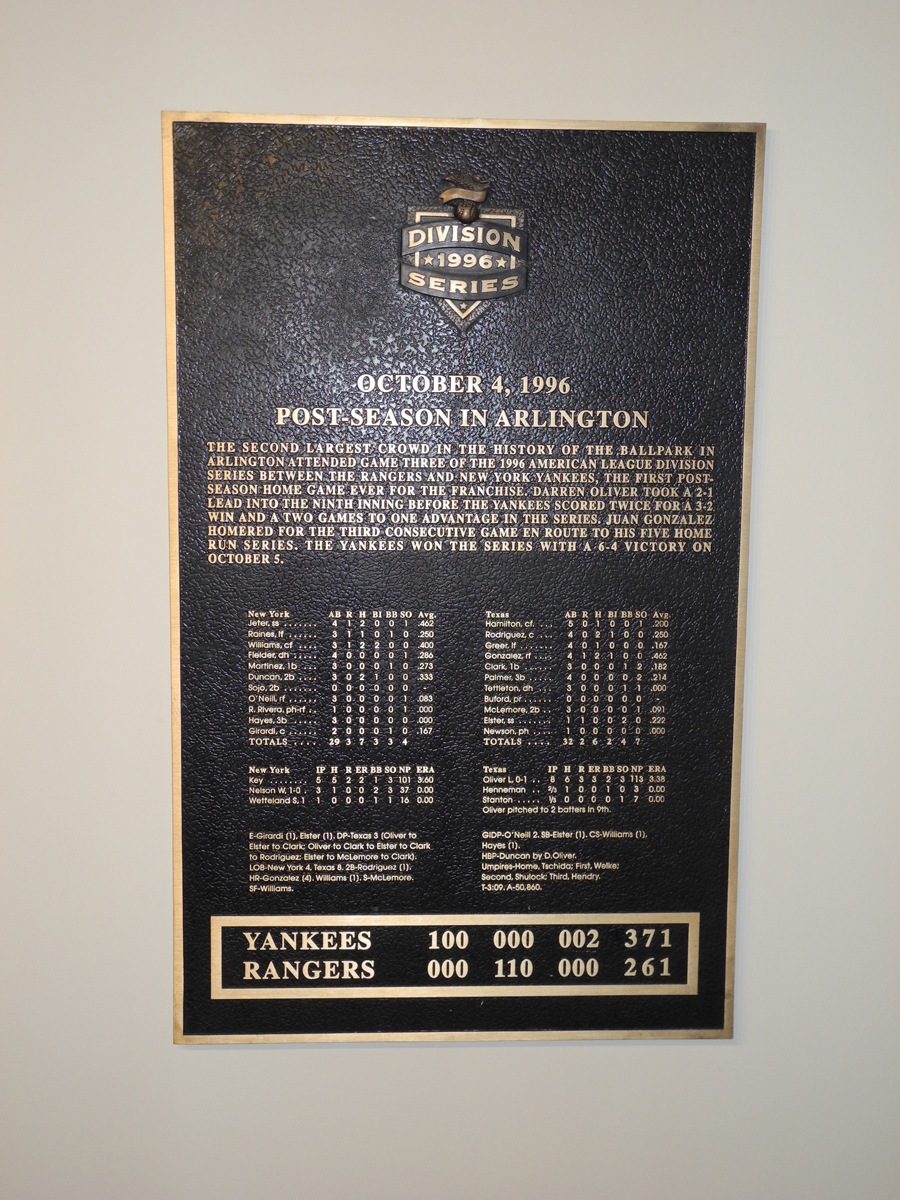 DIVISION
★1996★
SERIES
OCTOBER 4, 1996
POST-SEASON IN ARLINGTON
THE SECOND LARGEST CROWD IN THE HISTORY OF THE BALLPARK IN
ARLINGTON ATTENDED GAME THREE OF THE 1996 AMERICAN LEAGUE DIVISION
SERIES BETWEEN THE RANGERS AND NEW YORK YANKEES, THE FIRST POST-
SEASON HOME GAME EVER FOR THE FRANCHISE. DARREN OLIVER TOOK A 2-1
LEAD INTO THE NINTH INNING BEFORE THE YANKEES SCORED TWICE FOR A 3-2
WIN AND A TWO GAMES TO ONE ADVANTAGE IN THE SERIES. JUAN GONZALEZ
HOMERED FOR THE THIRD CONSECUTIVE GAME EN ROUTE TO HIS FIVE HOME
RUN SERIES. THE YANKEES WON THE SERIES WITH A 6-4 VICTORY ON
OCTOBER 5.
New York AB R H BI BB SO Avg.
Jeter, ss ...... 4 1 2 0 0 1 .462
Raines, lf ...... 3 1 1 0 1 0 .250
Williams, cf .... 3 1 2 2 0 0 .400
Fielder, dh ..... 4 0 0 0 0 1 .286
Martinez, 1b .... 3 0 0 0 1 0 .273
Duncan, 2b .... 3 0 2 1 0 0 .333
Sojo, 2b ....... 0 0 0 0 0 0 -
O'Neill, rf ...... 3 0 0 0 0 1 .083
R. Rivera, ph-rf . 1 0 0 0 0 1 .000
Hayes, 3b ..... 3 0 0 0 0 0 .000
Girardi, c ...... 2 0 0 0 1 0 .167
TOTALS .... 29 3 7 3 3 4
Texas AB R H BI BB SO Avg.
Hamilton, cf. ... 5 0 1 0 0 1 .200
Rodriguez, c .... 4 0 2 1 0 0 .250
Greer, lf ....... 4 0 1 0 0 0 .167
Gonzalez, rf .... 4 1 2 1 0 0 .462
Clark, 1b ...... 3 0 0 0 1 2 .182
Palmer, 3b .... 4 0 0 0 0 2 .214
Tettleton, dh ... 3 0 0 0 1 1 .000
Buford, pr ..... 0 0 0 0 0 0
McLemore, 2b .. 3 0 0 0 0 1 .091
Elster, ss ....... 1 1 0 0 2 0 .222
Newson, ph .... 1 0 0 0 0 0 .000
TOTALS .... 32 2 6 2 4 7
New York IP H R ER BB SO NP ERA
Key ........ 5 5 2 2 1 3 101 3.60
Nelson W, 1-0 . 3 1 0 0 2 3 37 0.00
Wetteland S, 1 1 0 0 0 1 1 16 0.00
Texas IP H R ER BB SO NP ERA
Oliver L, 0-1 .. 8 6 3 3 2 3 113 3.38
Henneman .. ⅔ 1 0 0 1 0 3 0.00
Stanton ..... ⅓ 0 0 0 0 1 7 0.00
Oliver pitched to 2 batters in 9th.
E-Girardi (1), Elster (1). DP-Texas 3 (Oliver to
Elster to Clark; Oliver to Clark to Elster to Clark
to Rodriguez; Elster to McLemore to Clark).
LOB-New York 4, Texas 8. 2B-Rodriguez (1).
HR-Gonzalez (4). Williams (1). S-McLemore.
SF-Williams.
GIDP-O'Neill 2. SB-Elster (1). CS-Williams (1).
Hayes (1).
HBP-Duncan by D.Oliver.
Umpires-Home, Tschida; First, Welke;
Second, Shulock; Third, Hendry.
T-3:09. A-50,860.
YANKEES 100 000 002 371
RANGERS 000 110 000 261